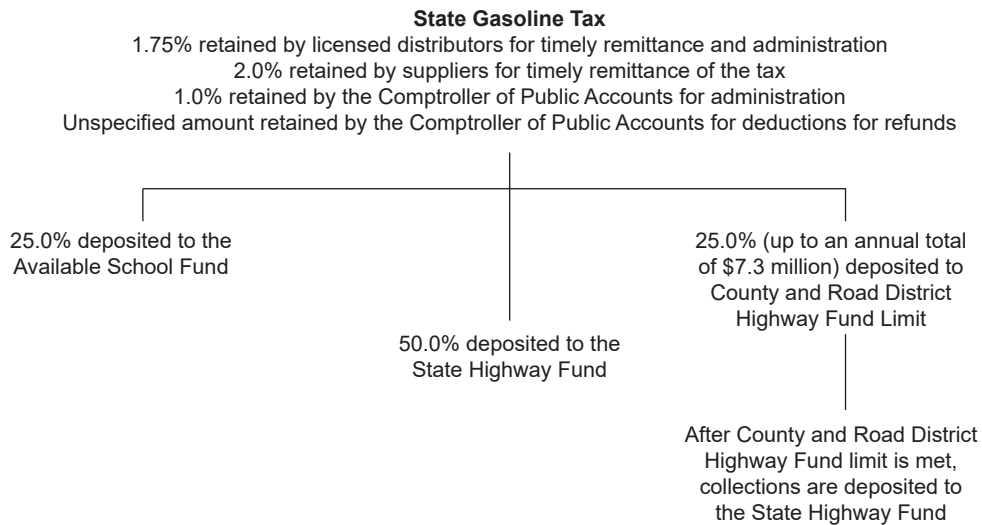 State Gasoline Tax
1.75% retained by licensed distributors for timely remittance and administration
2.0% retained by suppliers for timely remittance of the tax
1.0% retained by the Comptroller of Public Accounts for administration
Unspecified amount retained by the Comptroller of Public Accounts for deductions for refunds
25.0% deposited to the
Available School Fund
50.0% deposited to the
State Highway Fund
25.0% (up to an annual total
of $7.3 million) deposited to
County and Road District
Highway Fund Limit
After County and Road District
Highway Fund limit is met,
collections are deposited to
the State Highway Fund